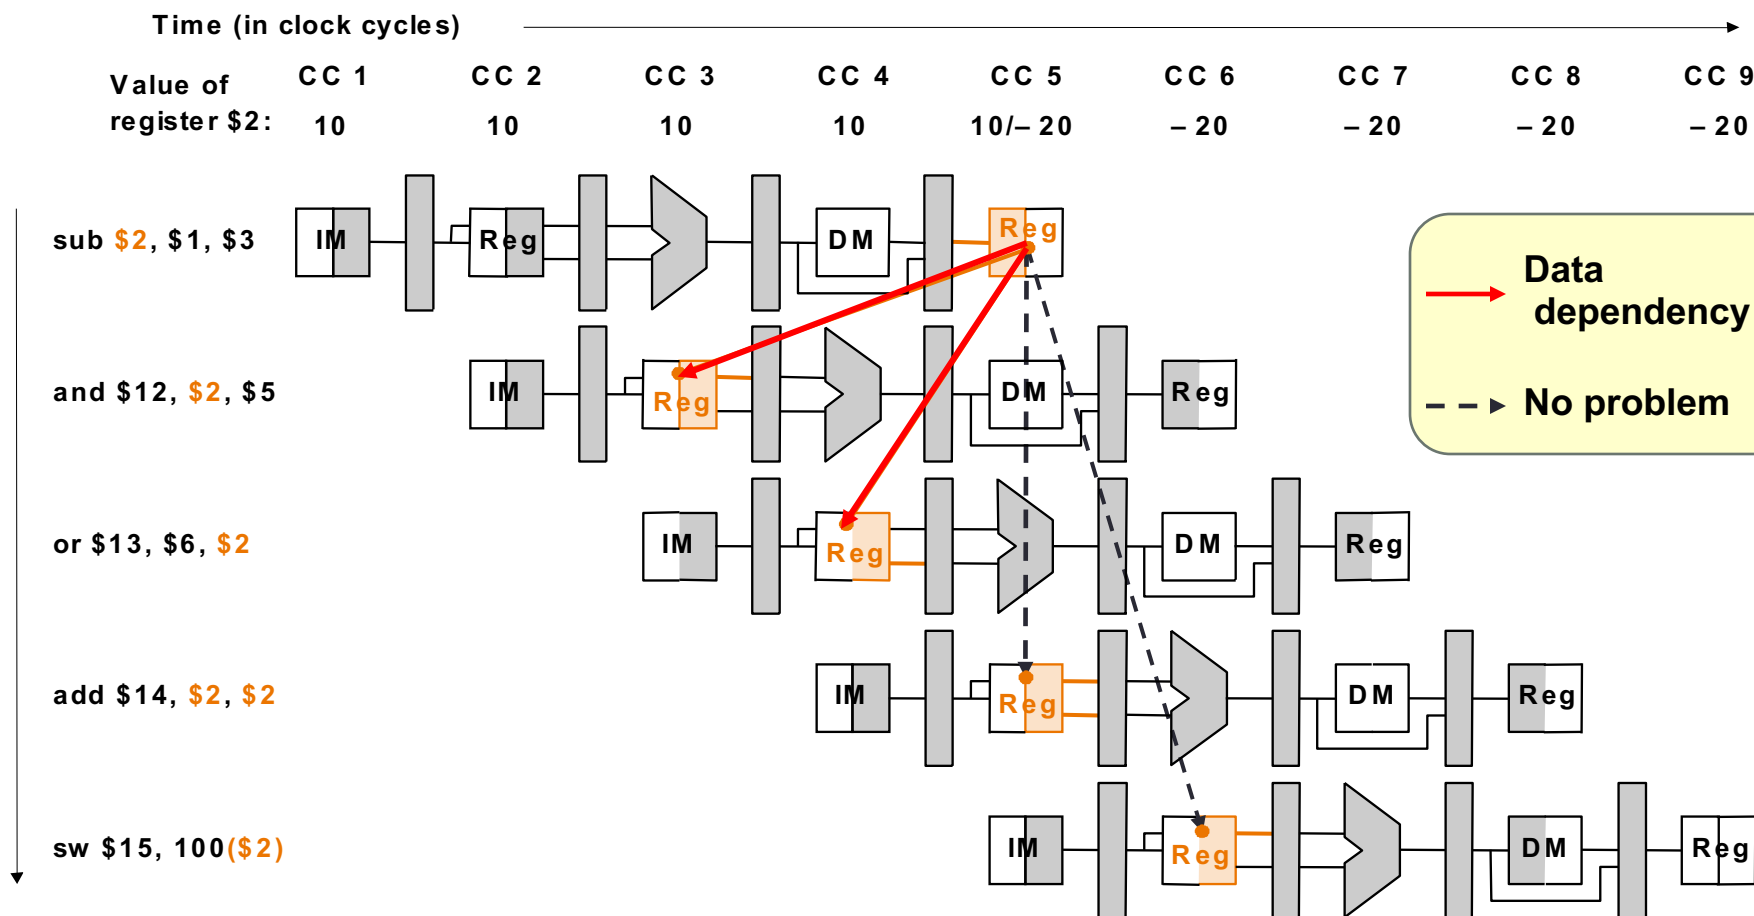 Time (in clock cycles)
Value of register $2:
CC 1 CC 2 CC 3 CC 4 CC 5 CC 6 CC 7 CC 8 CC 9
10 10 10 10 10/– 20 – 20 – 20 – 20 – 20
sub $2, $1, $3 IM Reg DM Reg
Data
dependency
No problem
and $12, $2, $5 IM Reg DM Reg
or $13, $6, $2 IM Reg DM Reg
add $14, $2, $2 IM Reg DM Reg
sw $15, 100($2) IM Reg DM Reg